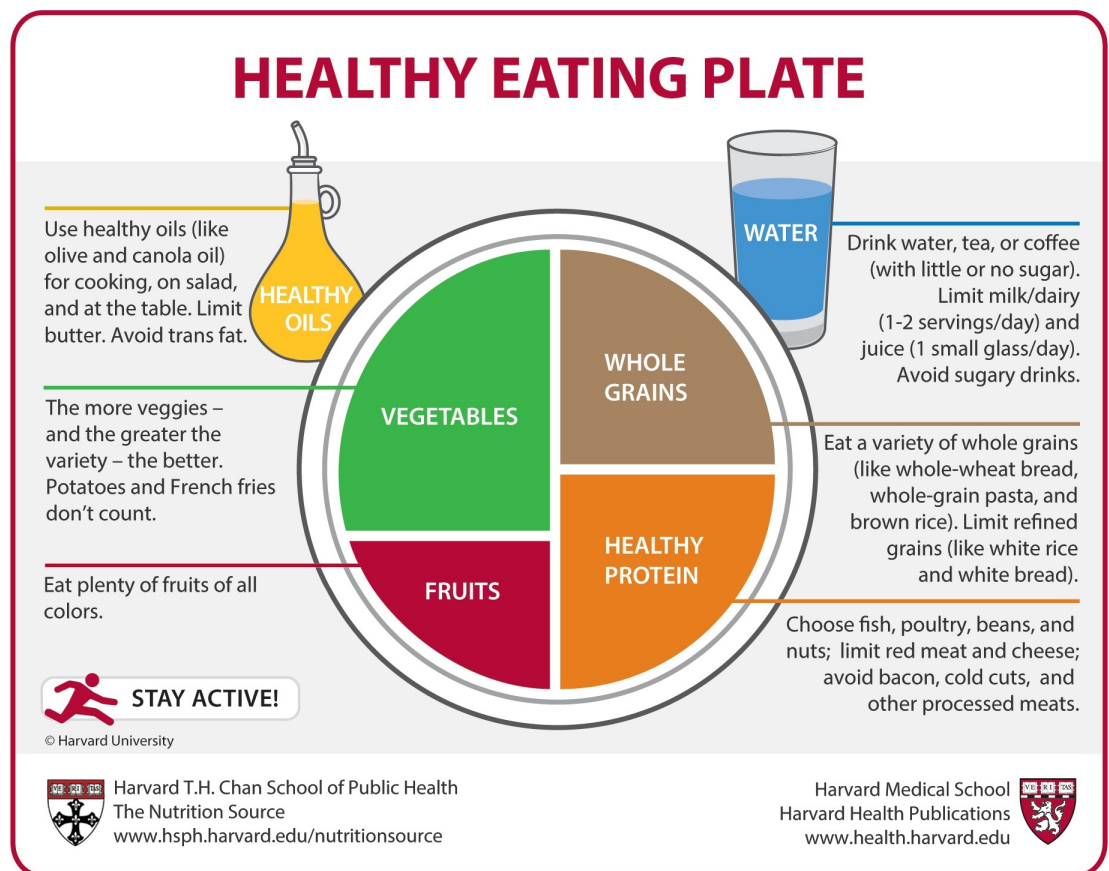 HEALTHY EATING PLATE
Use healthy oils (like
olive and canola oil)
for cooking, on salad,
and at the table. Limit
butter. Avoid trans fat.
HEALTHY
OILS
The more veggies –
and the greater the
variety – the better.
Potatoes and French fries
don’t count.
Eat plenty of fruits of all
colors.
VEGETABLES
FRUITS
WHOLE
GRAINS
HEALTHY
PROTEIN
WATER
Drink water, tea, or coffee
(with little or no sugar).
Limit milk/dairy
(1-2 servings/day) and
juice (1 small glass/day).
Avoid sugary drinks.
Eat a variety of whole grains
(like whole-wheat bread,
whole-grain pasta, and
brown rice). Limit refined
grains (like white rice
and white bread).
Choose fish, poultry, beans, and
nuts; limit red meat and cheese;
avoid bacon, cold cuts, and
other processed meats.
STAY ACTIVE!
© Harvard University
VE RI TAS
Harvard T.H. Chan School of Public Health
The Nutrition Source
www.hsph.harvard.edu/nutritionsource
Harvard Medical School
Harvard Health Publications
www.health.harvard.edu
VE RI TAS